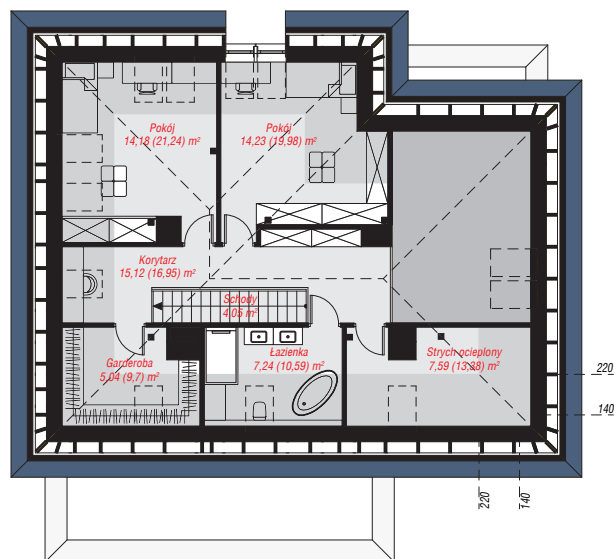 Pokój
14,18 (21,24) m²
Pokój
14,23 (19,98) m²
Korytarz
15,12 (16,95) m²
Schody
4,05 m²
Garderoba
5,04 (9,7) m²
Łazienka
7,24 (10,59) m²
Strych ocieplony
7,59 (13,28) m²
220
140
220
140